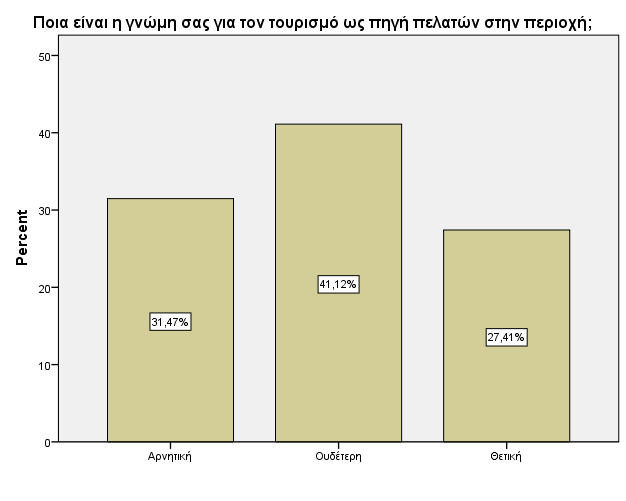 Ποια είναι η γνώμη σας για τον τουρισμό ως πηγή πελατών στην περιοχή;
Percent
50
40
30
20
10
0
31,47%
41,12%
27,41%
Αρνητική
Ουδέτερη
Θετική